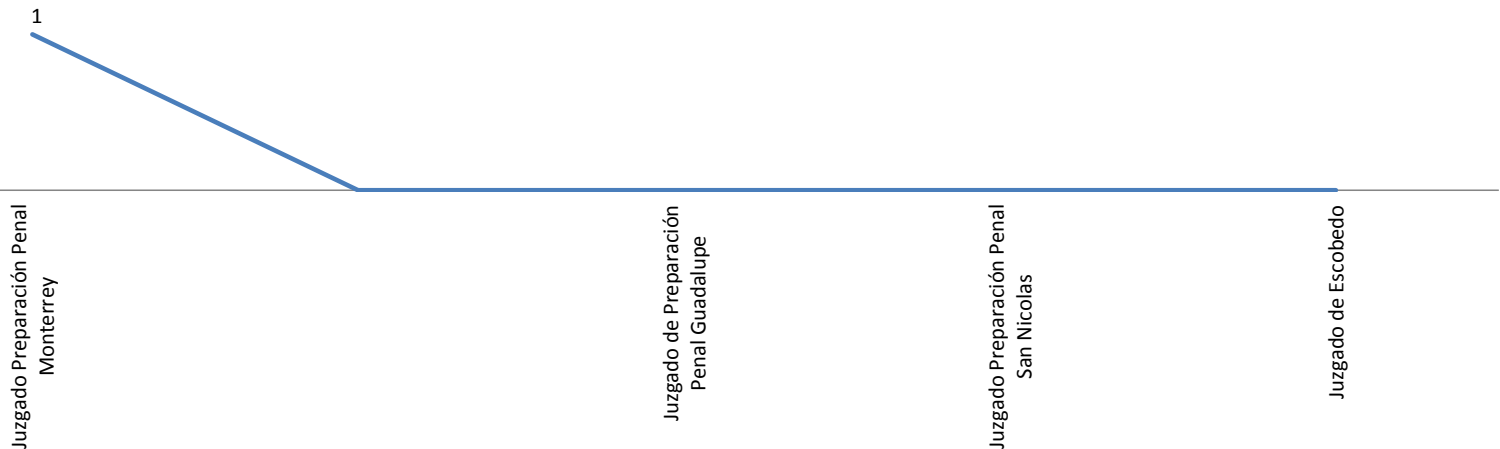 1
Juzgado Preparación Penal
Monterrey
Juzgado de Preparación
Penal Guadalupe
Juzgado Preparación Penal
San Nicolas
Juzgado de Escobedo